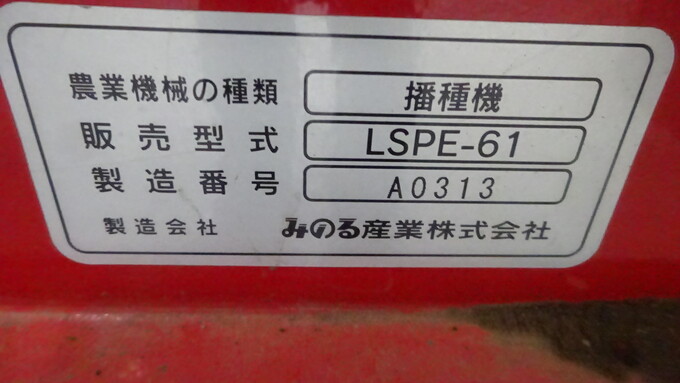 農業機械の種類 播種機
販売型式 LSPE-61
製造番号 A0313
製造会社 みのる産業株式会社